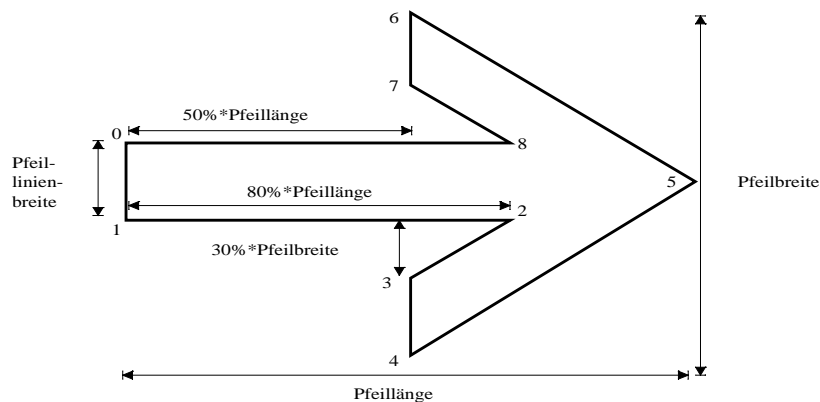 6
7
50%*Pfeillänge
0
8
Pfeil-
linien-
breite
80%*Pfeillänge
5
Pfeilbreite
1
2
30%*Pfeilbreite
3
4
Pfeillänge